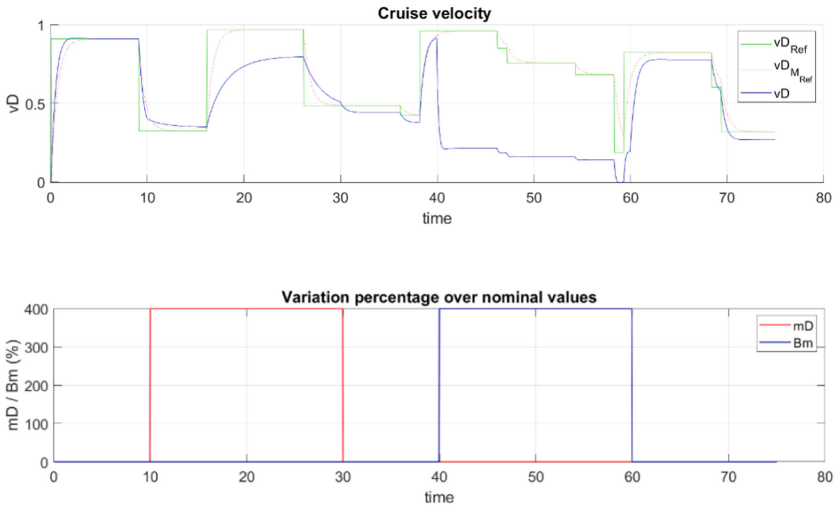 Cruise velocity
1
0.5
0
vD
0 10 20 30 40 50 60 70 80
time
vD_Ref
vD_M_Ref
vD
Variation percentage over nominal values
400
300
200
100
0
mD / Bm (%)
0 10 20 30 40 50 60 70 80
time
mD
Bm